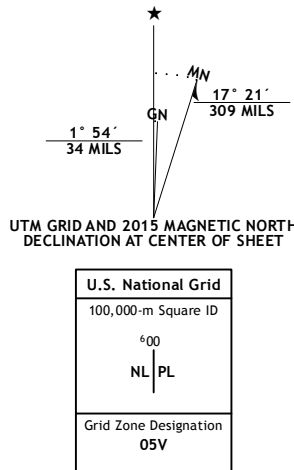 ★
MN
GN
17° 21´
309 MILS
1° 54´
34 MILS
UTM GRID AND 2015 MAGNETIC NORTH
DECLINATION AT CENTER OF SHEET
U.S. National Grid
100,000-m Square ID
⁶00
NL PL
Grid Zone Designation
05V